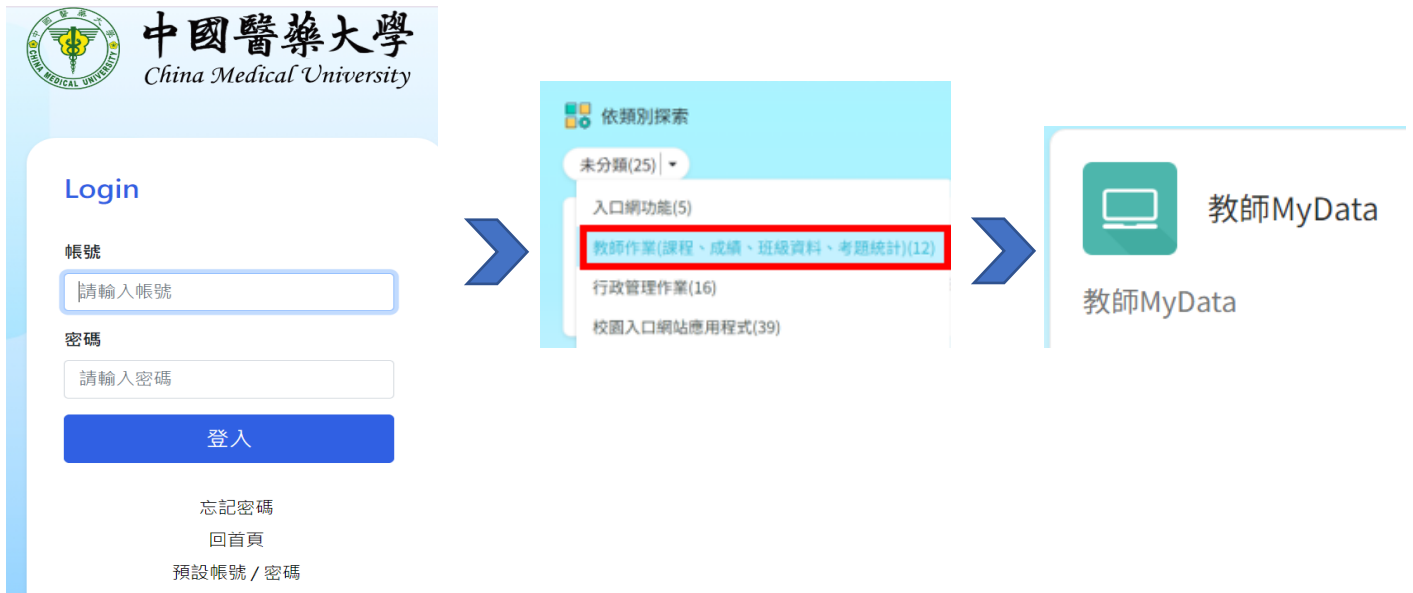 中國醫藥大學
China Medical University
CHINA MEDICAL UNIVERSITY
Login
帳號
請輸入帳號
密碼
請輸入密碼
登入
忘記密碼
回首頁
預設帳號 / 密碼
依類別探索
未分類(25)
入口網功能(5)
教師作業(課程、成績、班級資料、考題統計)(12)
行政管理作業(16)
校園入口網站應用程式(39)
教師MyData
教師MyData